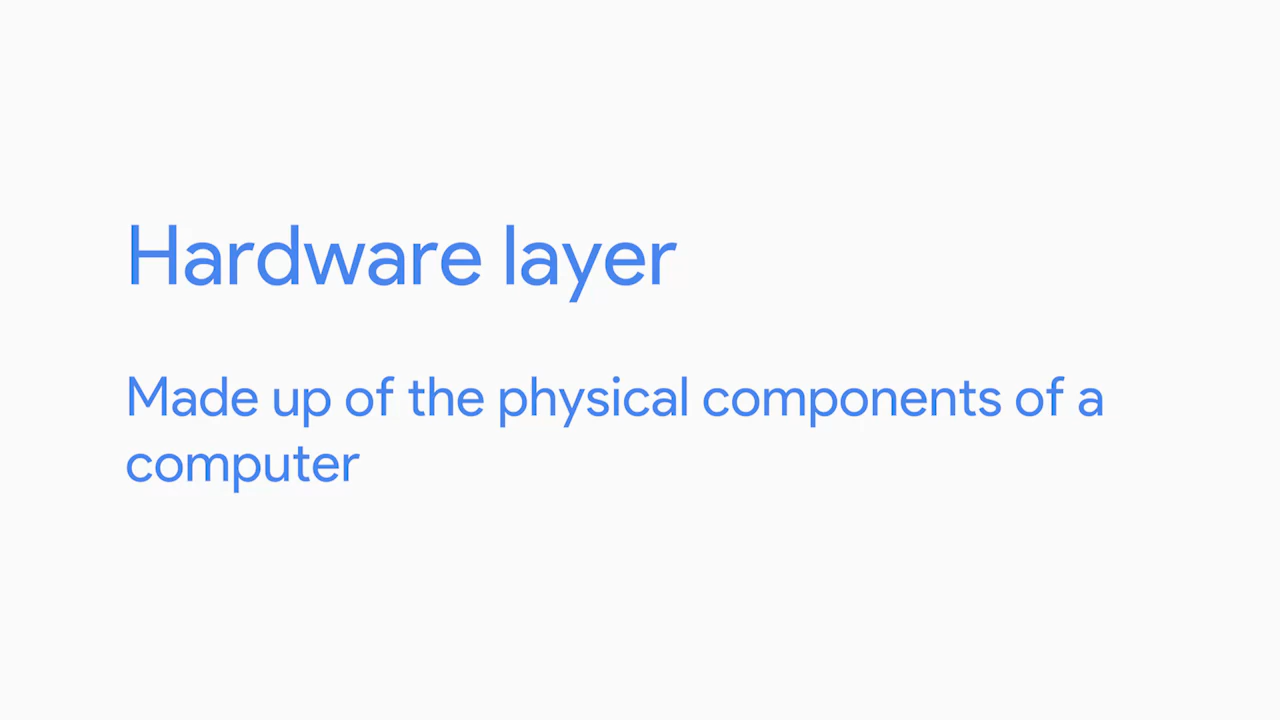 Hardware layer
Made up of the physical components of a
computer